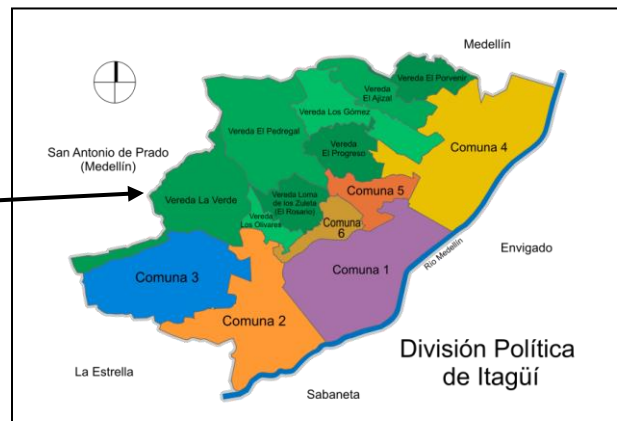 Medellín
Vereda El Porvenir
Vereda
El Ajizal
Vereda Los Gómez
Vereda El Pedregal
Vereda
El Progreso
Comuna 4
San Antonio de Prado
(Medellín)
Vereda La Verde
Vereda Loma
de los Zuleta
(El Rosario)
Comuna 5
Vereda
Los Olivares
Comuna
6
Río Medellín
Envigado
Comuna 3
Comuna 1
Comuna 2
División Política
de Itagüí
La Estrella
Sabaneta